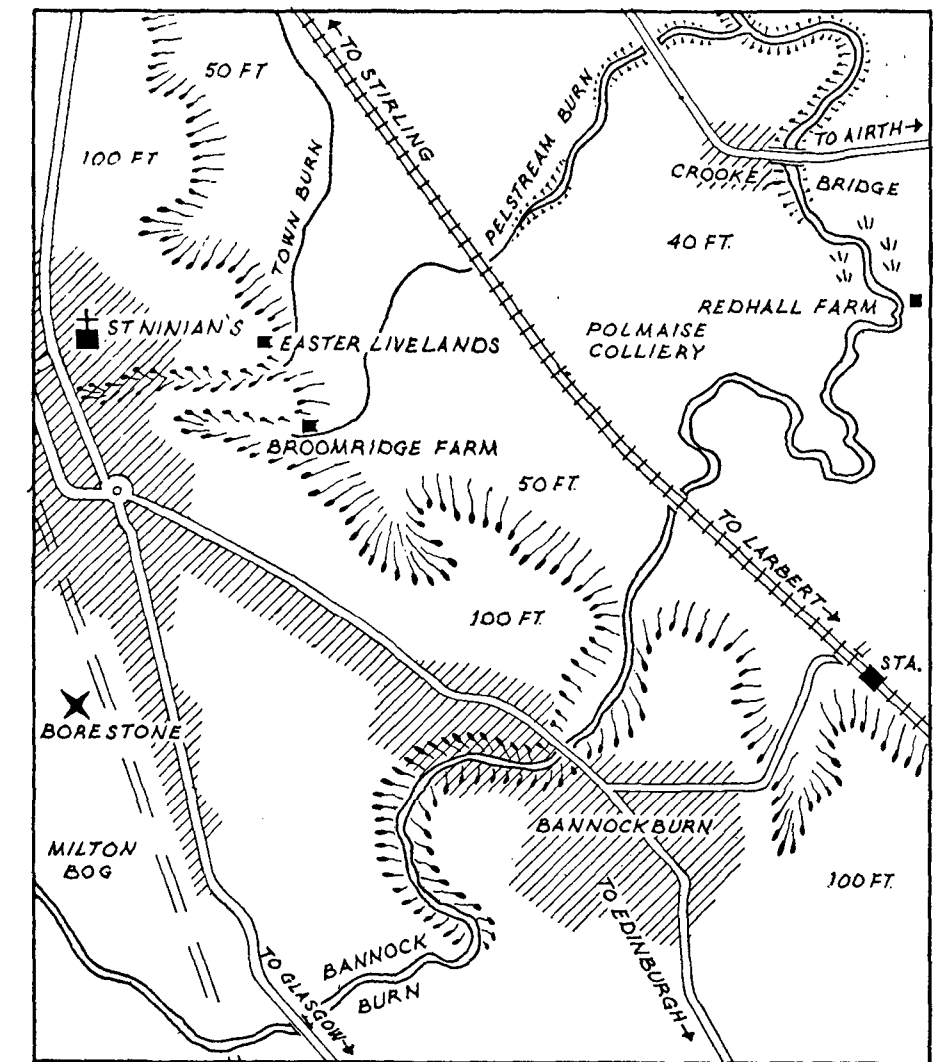 TO STIRLING
50 FT
100 FT
TOWN BURN
PELSTREAM BURN
TO AIRTH
CROOKE
BRIDGE
40 FT.
REDHALL FARM
ST NINIAN'S
EASTER LIVELANDS
POLMAISE
COLLIERY
BROOMRIDGE FARM
50 FT.
TO LARBERT
100 FT.
STA.
BORESTONE
BANNOCKBURN
MILTON
BOG
100 FT.
TO EDINBURGH
BANNOCK
BURN
TO GLASGOW